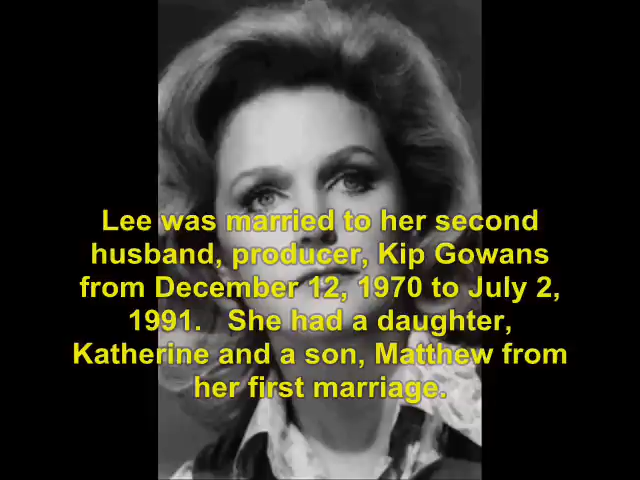 Lee was married to her second
husband, producer, Kip Gowans
from December 12, 1970 to July 2,
1991.   She had a daughter,
Katherine and a son, Matthew from
her first marriage.